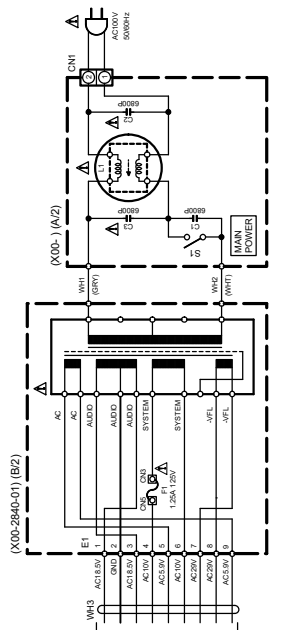 AC100V
50/60Hz
CN1
2
1
(X00- ) (A/2)
C2
6800P
L1
C3
6800P
C1
6800P
S1
MAIN
POWER
WH1
(GRY)
WH2
(WHT)
(X00-2840-01) (B/2)
AC
AC
AUDIO
AUDIO
AUDIO
SYSTEM
SYSTEM
-VFL
-VFL
CN3
CN5
F1
1.25A 125V
E1
1
2
3
4
5
6
7
8
9
AC18.5V
GND
AC18.5V
AC10V
AC5.9V
AC10V
AC29V
AC29V
AC5.9V
WH3